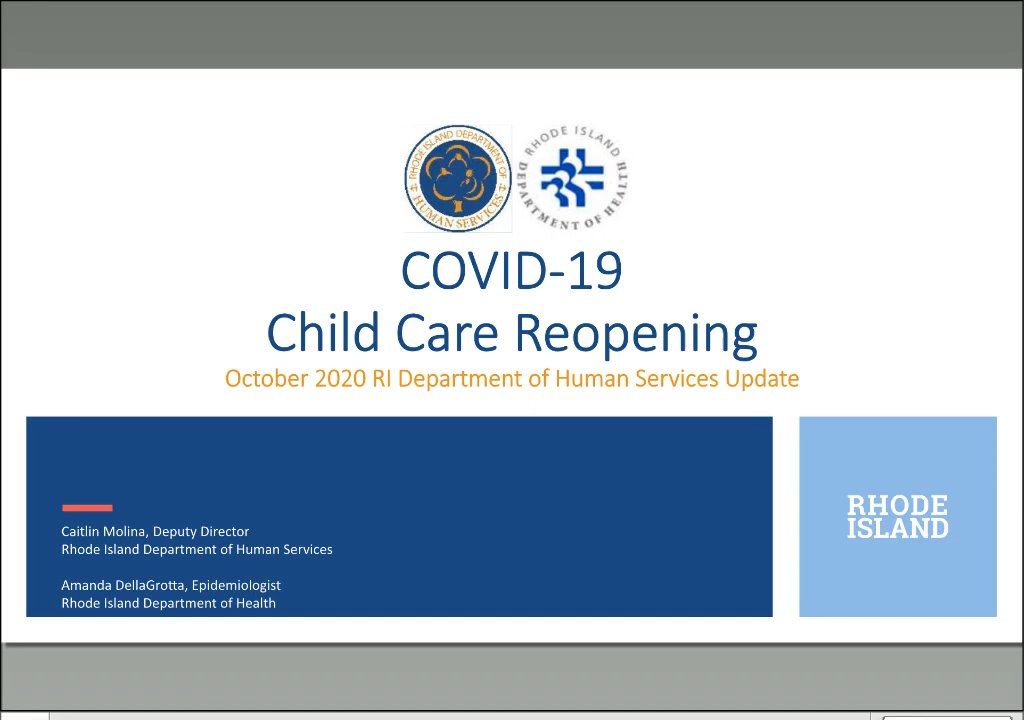 RHODE ISLAND DEPARTMENT OF
HUMAN SERVICES
RHODE ISLAND
DEPARTMENT OF HEALTH
COVID-19
Child Care Reopening
October 2020 RI Department of Human Services Update
Caitlin Molina, Deputy Director
Rhode Island Department of Human Services
Amanda DellaGrotta, Epidemiologist
Rhode Island Department of Health
RHODE
ISLAND